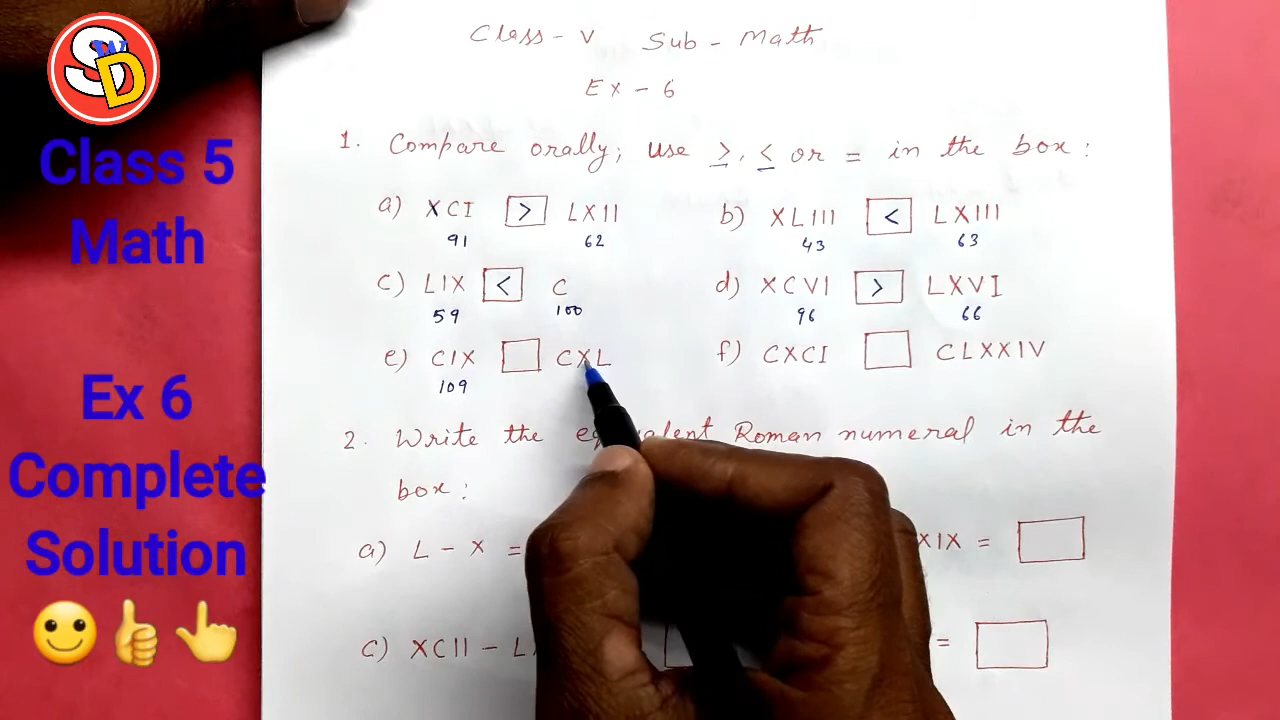 SWD
Class 5
Math
Ex 6
Complete
Solution
Class - V Sub - Math
Ex - 6
1. Compare orally; use >, < or = in the box:
a) XCI > LXII
91 62
b) XLIII < LXIII
43 63
c) LIX < C
59 100
d) XCVI > LXVI
96 66
e) CIX CXL
109
f) CXCI CLXXIV
2. Write the equivalent Roman numeral in the
box:
a) L - X =
XIX =
c) XCII - L
=